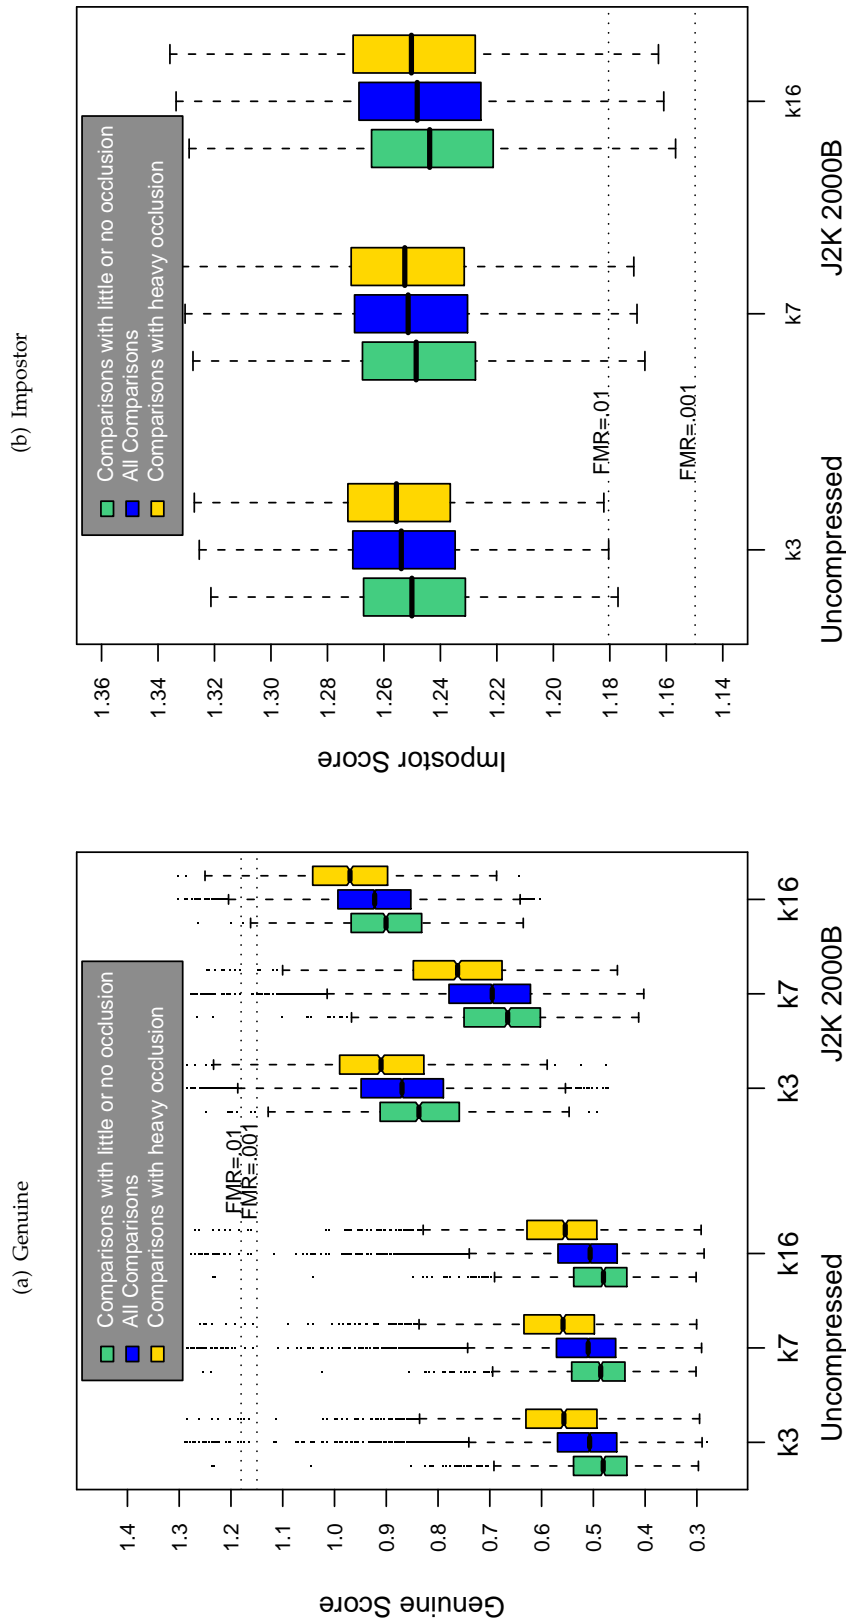 (a) Genuine
Comparisons with little or no occlusion
All Comparisons
Comparisons with heavy occlusion
FMR=.01
FMR=.001
Genuine Score
1.4
1.3
1.2
1.1
1.0
0.9
0.8
0.7
0.6
0.5
0.4
0.3
k3
k7
k16
k3
k7
k16
Uncompressed
J2K 2000B
(b) Impostor
Comparisons with little or no occlusion
All Comparisons
Comparisons with heavy occlusion
FMR=.01
FMR=.001
Impostor Score
1.36
1.34
1.32
1.30
1.28
1.26
1.24
1.22
1.20
1.18
1.16
1.14
k3
k7
k16
Uncompressed
J2K 2000B